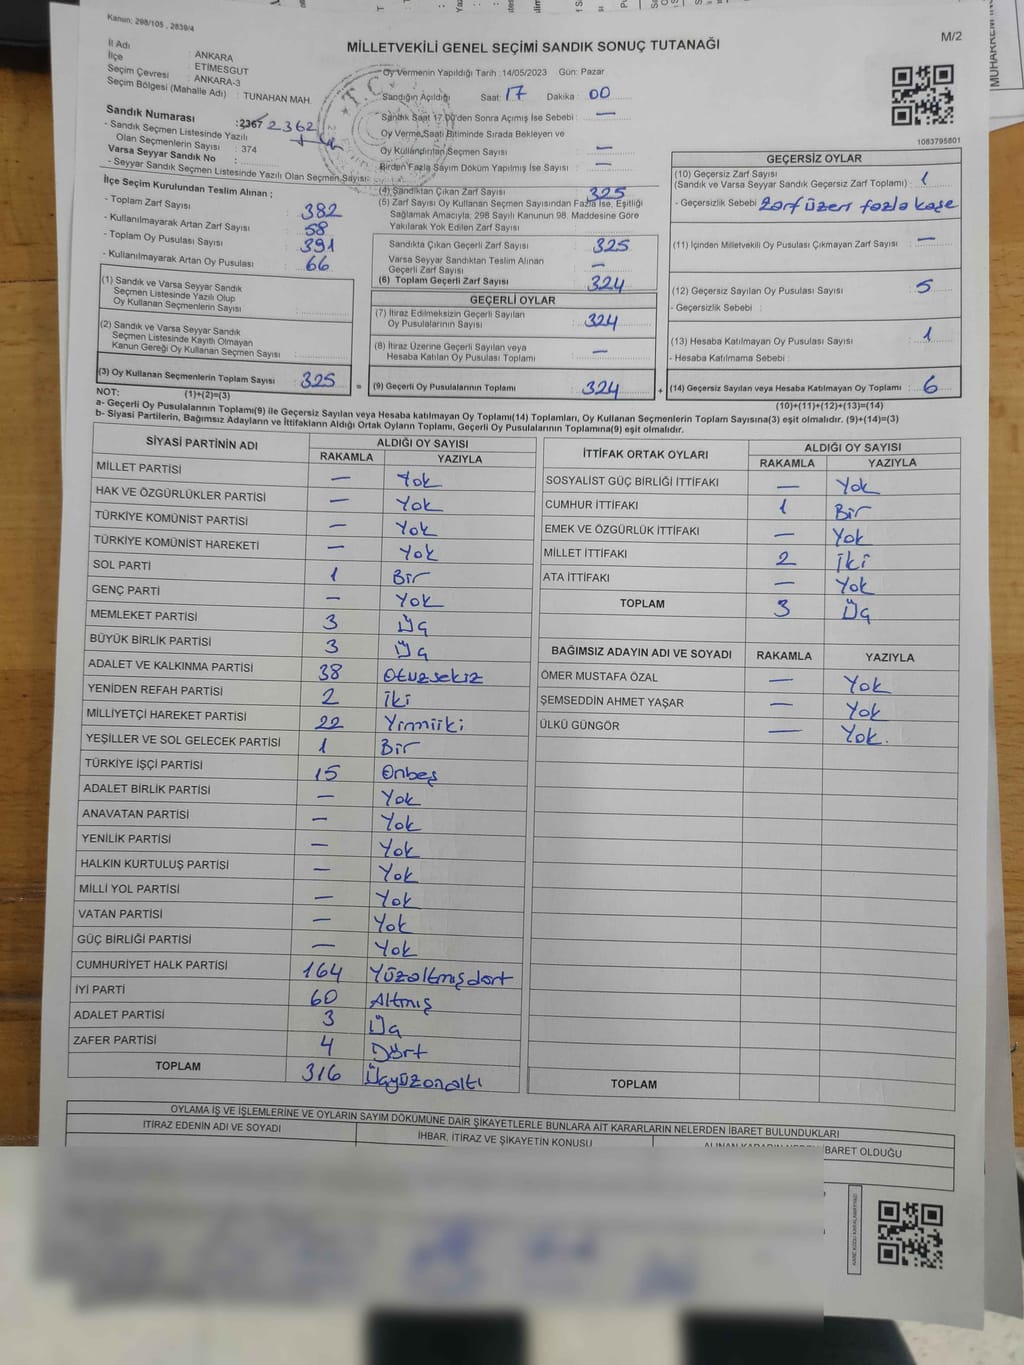 Kanun: 298/105 , 2839/4
M/2
MİLLETVEKİLİ GENEL SEÇİMİ SANDIK SONUÇ TUTANAĞI
İl Adı : ANKARA
İlçe : ETİMESGUT
Seçim Çevresi : ANKARA-3
Seçim Bölgesi (Mahalle Adı) : TUNAHAN MAH.
Sandık Numarası : 2367 2362
- Sandık Seçmen Listesinde Yazılı
Olan Seçmenlerin Sayısı : 374
Varsa Seyyar Sandık No :
- Seyyar Sandık Seçmen Listesinde Yazılı Olan Seçmen Sayısı:
Oy Vermenin Yapıldığı Tarih :14/05/2023 Gün: Pazar
Sandığın Açıldığı Saat: 17 Dakika : 00
Sandık Saat 17.00'den Sonra Açımış İse Sebebi : —
Oy Verme Saati Bitiminde Sırada Bekleyen ve
Oy Kullandırılan Seçmen Sayısı : —
Birden Fazla Sayım Döküm Yapılmış İse Sayısı : —
1083795801
İlçe Seçim Kurulundan Teslim Alınan ;
- Toplam Zarf Sayısı : 382
- Kullanılmayarak Artan Zarf Sayısı : 58
- Toplam Oy Pusulası Sayısı : 391
- Kullanılmayarak Artan Oy Pusulası : 66
(4) Sandıktan Çıkan Zarf Sayısı : 325
(5) Zarf Sayısı Oy Kullanan Seçmen Sayısından Fazla İse, Eşitliği
Sağlamak Amacıyla; 298 Sayılı Kanunun 98. Maddesine Göre
Yakılarak Yok Edilen Zarf Sayısı :
Sandıkta Çıkan Geçerli Zarf Sayısı : 325
Varsa Seyyar Sandıktan Teslim Alınan
Geçerli Zarf Sayısı : —
(6) Toplam Geçerli Zarf Sayısı : 324
GEÇERSİZ OYLAR
(10) Geçersiz Zarf Sayısı
(Sandık ve Varsa Seyyar Sandık Geçersiz Zarf Toplamı) : 1
- Geçersizlik Sebebi : Zarf üzeri fazla kaşe
(11) İçinden Milletvekili Oy Pusulası Çıkmayan Zarf Sayısı : —
(12) Geçersiz Sayılan Oy Pusulası Sayısı : 5
- Geçersizlik Sebebi :
(13) Hesaba Katılmayan Oy Pusulası Sayısı : 1
- Hesaba Katılmama Sebebi :
(14) Geçersiz Sayılan veya Hesaba Katılmayan Oy Toplamı : 6
(10)+(11)+(12)+(13)=(14)
(1) Sandık ve Varsa Seyyar Sandık
Seçmen Listesinde Yazılı Olup
Oy Kullanan Seçmenlerin Sayısı :
(2) Sandık ve Varsa Seyyar Sandık
Seçmen Listesinde Kayıtlı Olmayan
Kanun Gereği Oy Kullanan Seçmen Sayısı :
(3) Oy Kullanan Seçmenlerin Toplam Sayısı : 325 =
(1)+(2)=(3)
GEÇERLİ OYLAR
(7) İtiraz Edilmeksizin Geçerli Sayılan
Oy Pusulalarının Sayısı : 324
(8) İtiraz Üzerine Geçerli Sayılan veya
Hesaba Katılan Oy Pusulası Toplamı : —
(9) Geçerli Oy Pusulalarının Toplamı : 324 +
NOT:
a- Geçerli Oy Pusulalarının Toplamı(9) ile Geçersiz Sayılan veya Hesaba katılmayan Oy Toplamı(14) Toplamları, Oy Kullanan Seçmenlerin Toplam Sayısına(3) eşit olmalıdır. (9)+(14)=(3)
b- Siyasi Partilerin, Bağımsız Adayların ve İttifakların Aldığı Ortak Oyların Toplamı, Geçerli Oy Pusulalarının Toplamına(9) eşit olmalıdır.
SİYASİ PARTİNİN ADI ALDIĞI OY SAYISI
RAKAMLA YAZIYLA
MİLLET PARTİSİ — Yok
HAK VE ÖZGÜRLÜKLER PARTİSİ — Yok
TÜRKİYE KOMÜNİST PARTİSİ — Yok
TÜRKİYE KOMÜNİST HAREKETİ — Yok
SOL PARTİ 1 Bir
GENÇ PARTİ — Yok
MEMLEKET PARTİSİ 3 Üç
BÜYÜK BİRLİK PARTİSİ 3 Üç
ADALET VE KALKINMA PARTİSİ 38 Otuzsekiz
YENİDEN REFAH PARTİSİ 2 İki
MİLLİYETÇİ HAREKET PARTİSİ 22 Yirmiiki
YEŞİLLER VE SOL GELECEK PARTİSİ 1 Bir
TÜRKİYE İŞÇİ PARTİSİ 15 Onbeş
ADALET BİRLİK PARTİSİ — Yok
ANAVATAN PARTİSİ — Yok
YENİLİK PARTİSİ — Yok
HALKIN KURTULUŞ PARTİSİ — Yok
MİLLİ YOL PARTİSİ — Yok
VATAN PARTİSİ — Yok
GÜÇ BİRLİĞİ PARTİSİ — Yok
CUMHURİYET HALK PARTİSİ 164 Yüzaltmışdört
İYİ PARTİ 60 Altmış
ADALET PARTİSİ 3 Üç
ZAFER PARTİSİ 4 Dört
TOPLAM 316 Üçyüzonaltı
İTTİFAK ORTAK OYLARI ALDIĞI OY SAYISI
RAKAMLA YAZIYLA
SOSYALİST GÜÇ BİRLİĞİ İTTİFAKI — Yok
CUMHUR İTTİFAKI 1 Bir
EMEK VE ÖZGÜRLÜK İTTİFAKI — Yok
MİLLET İTTİFAKI 2 İki
ATA İTTİFAKI — Yok
TOPLAM 3 Üç
BAĞIMSIZ ADAYIN ADI VE SOYADI RAKAMLA YAZIYLA
ÖMER MUSTAFA ÖZAL — Yok
ŞEMSEDDİN AHMET YAŞAR — Yok
ÜLKÜ GÜNGÖR — Yok.
TOPLAM
OYLAMA İŞ VE İŞLEMLERİNE VE OYLARIN SAYIM DÖKÜMÜNE DAİR ŞİKAYETLERLE BUNLARA AİT KARARLARIN NELERDEN İBARET BULUNDUKLARI
İTİRAZ EDENİN ADI VE SOYADI İHBAR, İTİRAZ VE ŞİKAYETİN KONUSU İBARET OLDUĞU